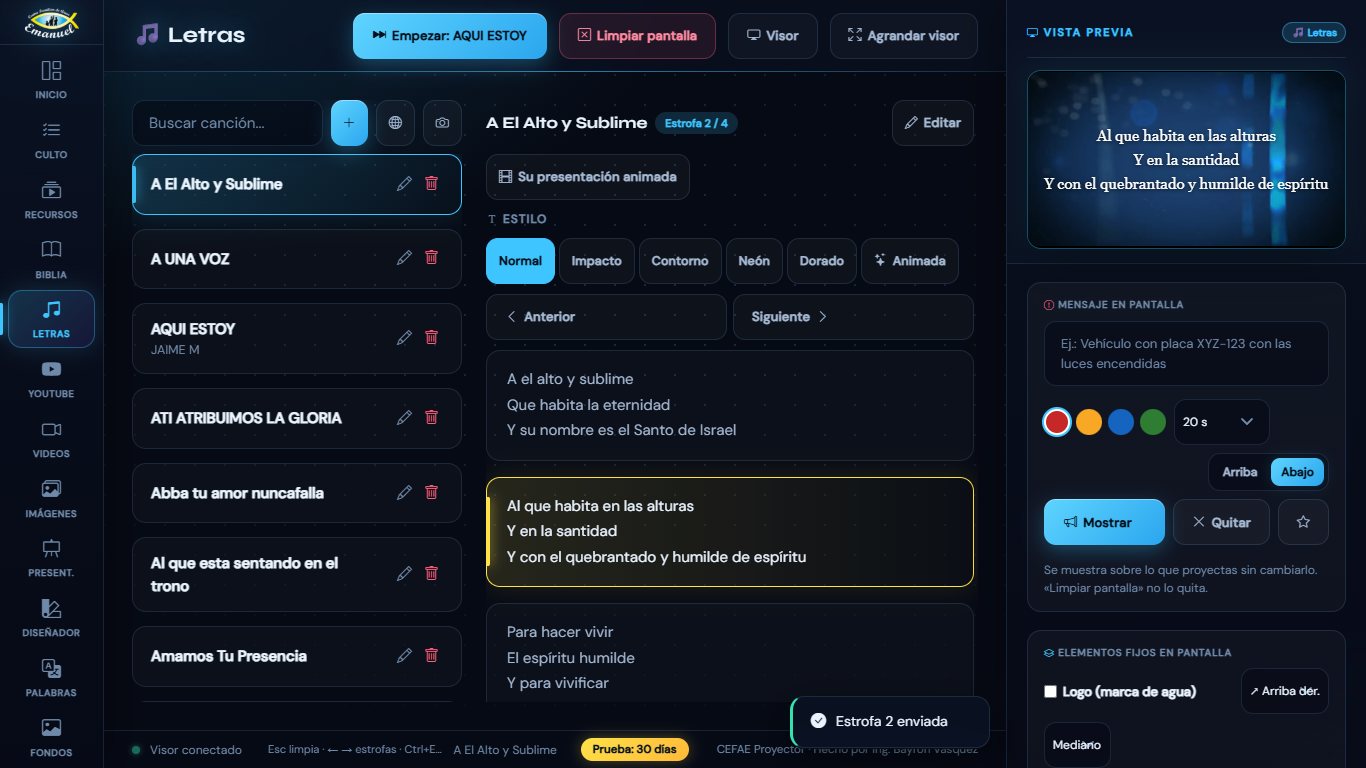 Emanuel
INICIO
CULTO
RECURSOS
BIBLIA
LETRAS
YOUTUBE
VIDEOS
IMÁGENES
PRESENT.
DISEÑADOR
PALABRAS
FONDOS
Letras
Empezar: AQUI ESTOY
Limpiar pantalla
Visor
Agrandar visor
Buscar canción...
A El Alto y Sublime
A UNA VOZ
AQUI ESTOY
JAIME M
ATI ATRIBUIMOS LA GLORIA
Abba tu amor nuncafalla
Al que esta sentando en el
trono
Amamos Tu Presencia
A El Alto y Sublime
Estrofa 2 / 4
Editar
Su presentación animada
ESTILO
Normal
Impacto
Contorno
Neón
Dorado
Animada
Anterior
Siguiente
A el alto y sublime
Que habita la eternidad
Y su nombre es el Santo de Israel
Al que habita en las alturas
Y en la santidad
Y con el quebrantado y humilde de espíritu
Para hacer vivir
El espíritu humilde
Y para vivificar
Estrofa 2 enviada
Visor conectado
Esc limpia · ← → estrofas · Ctrl+E...
A El Alto y Sublime
Prueba: 30 días
CEFAE Proyector · Hecho por Ing. Bayron Vasquez
VISTA PREVIA
Letras
Al que habita en las alturas
Y en la santidad
Y con el quebrantado y humilde de espíritu
MENSAJE EN PANTALLA
Ej.: Vehículo con placa XYZ-123 con las
luces encendidas
20 s
Arriba
Abajo
Mostrar
Quitar
Se muestra sobre lo que proyectas sin cambiarlo.
«Limpiar pantalla» no lo quita.
ELEMENTOS FIJOS EN PANTALLA
Logo (marca de agua)
↗ Arriba der.
Mediano